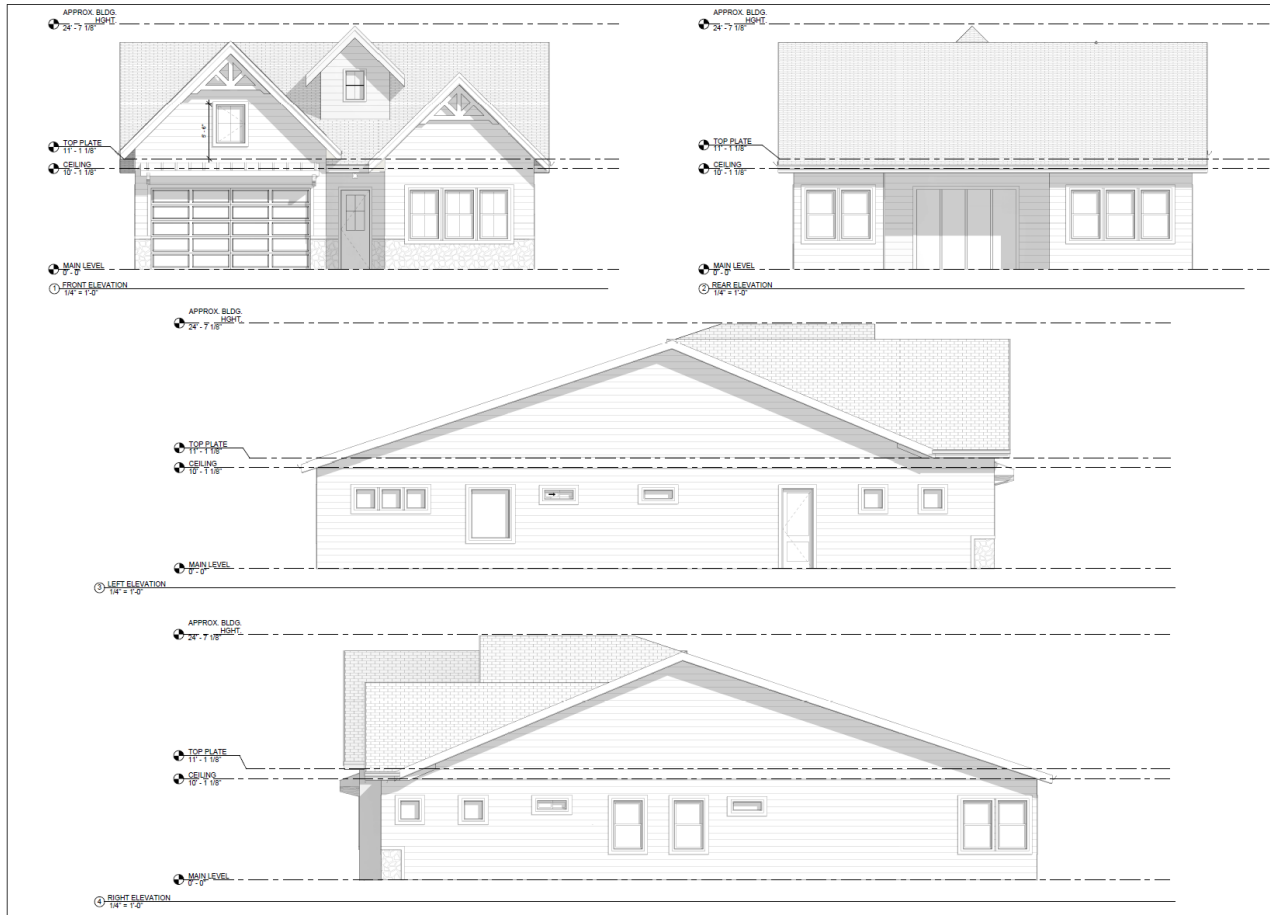 APPROX. BLDG.
HGHT.
24' - 7 1/8"
5' - 6"
TOP PLATE
11' - 1 1/8"
CEILING
10' - 1 1/8"
MAIN LEVEL
0' - 0"
1 FRONT ELEVATION
1/4" = 1'-0"
APPROX. BLDG.
HGHT.
24' - 7 1/8"
TOP PLATE
11' - 1 1/8"
CEILING
10' - 1 1/8"
MAIN LEVEL
0' - 0"
2 REAR ELEVATION
1/4" = 1'-0"
APPROX. BLDG.
HGHT.
24' - 7 1/8"
TOP PLATE
11' - 1 1/8"
CEILING
10' - 1 1/8"
MAIN LEVEL
0' - 0"
3 LEFT ELEVATION
1/4" = 1'-0"
APPROX. BLDG.
HGHT.
24' - 7 1/8"
TOP PLATE
11' - 1 1/8"
CEILING
10' - 1 1/8"
MAIN LEVEL
0' - 0"
4 RIGHT ELEVATION
1/4" = 1'-0"